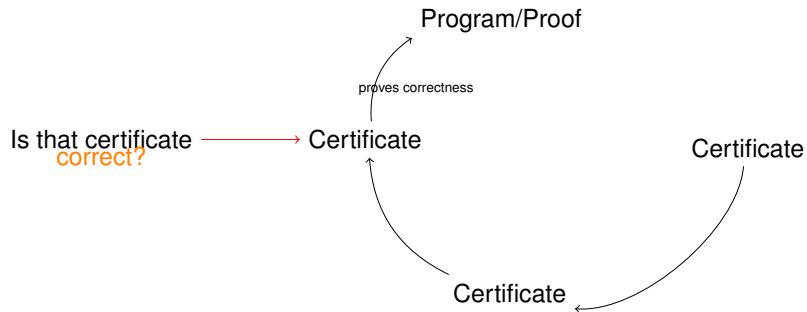 Program/Proof
proves correctness
Is that certificate
correct?
Certificate
Certificate
Certificate